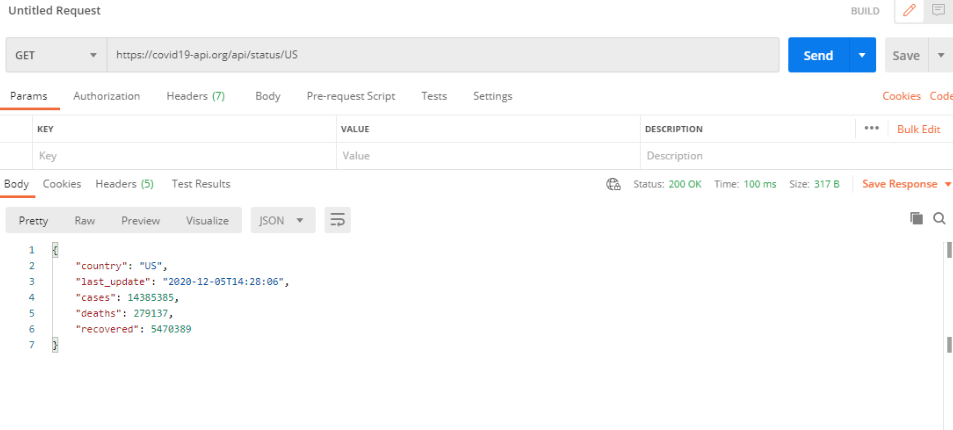 Untitled Request BUILD
GET https://covid19-api.org/api/status/US Send Save
Params Authorization Headers (7) Body Pre-request Script Tests Settings Cookies Code
KEY VALUE DESCRIPTION ••• Bulk Edit
Key Value Description
Body Cookies Headers (5) Test Results Status: 200 OK Time: 100 ms Size: 317 B Save Response
Pretty Raw Preview Visualize JSON
1 {
2 "country": "US",
3 "last_update": "2020-12-05T14:28:06",
4 "cases": 14385385,
5 "deaths": 279137,
6 "recovered": 5470389
7 }